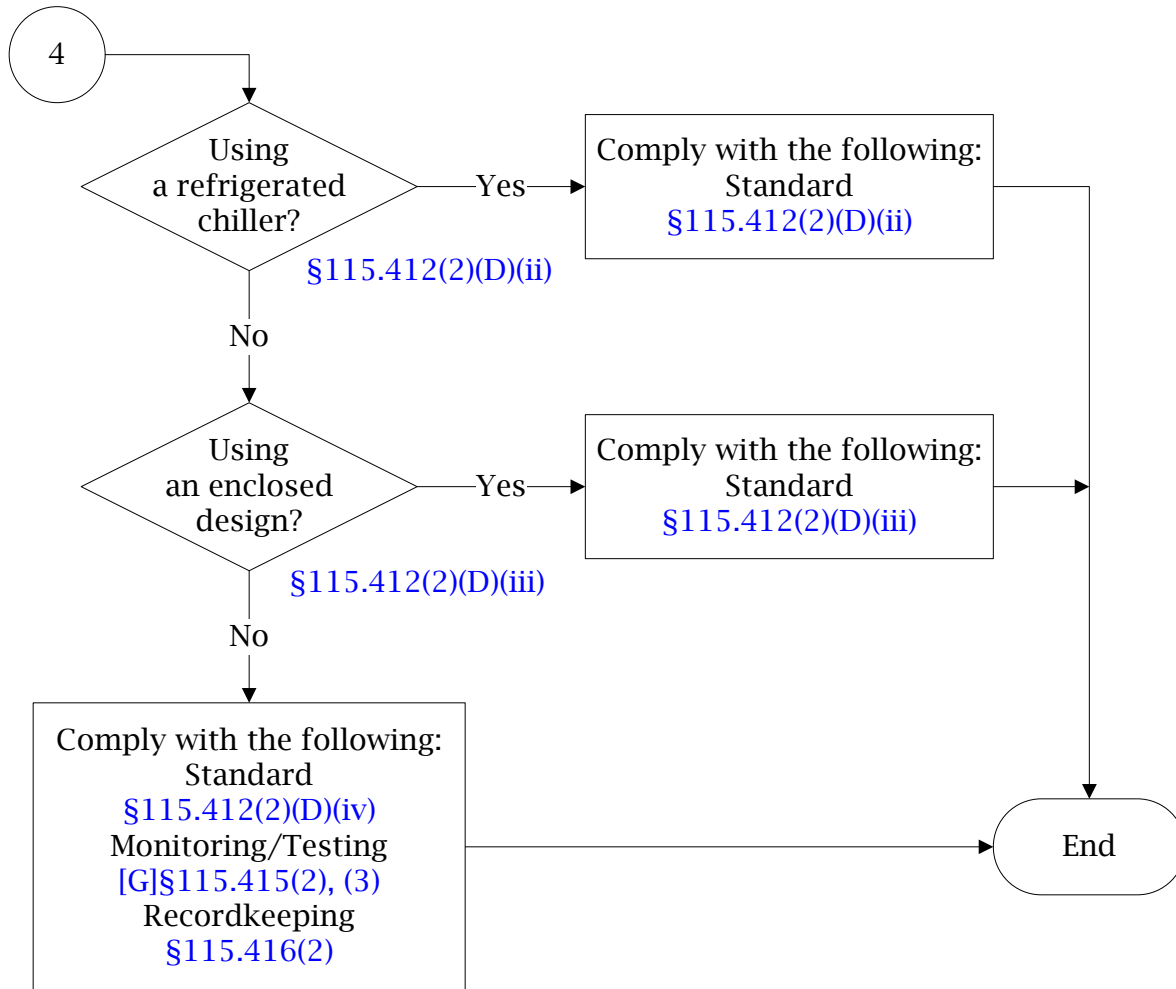 4
Using
a refrigerated
chiller?
§115.412(2)(D)(ii)
Yes
Comply with the following:
Standard
§115.412(2)(D)(ii)
No
Using
an enclosed
design?
§115.412(2)(D)(iii)
Yes
Comply with the following:
Standard
§115.412(2)(D)(iii)
No
Comply with the following:
Standard
§115.412(2)(D)(iv)
Monitoring/Testing
[G]§115.415(2), (3)
Recordkeeping
§115.416(2)
End